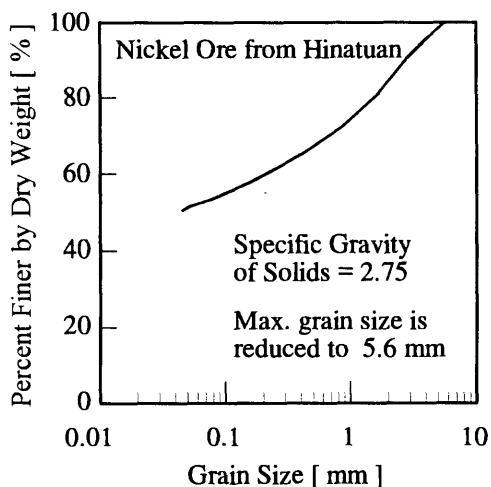 Percent Finer by Dry Weight [ % ]
100
80
60
40
20
0
Nickel Ore from Hinatuan
Specific Gravity
of Solids = 2.75
Max. grain size is
reduced to 5.6 mm
0.01
0.1
1
10
Grain Size [ mm ]